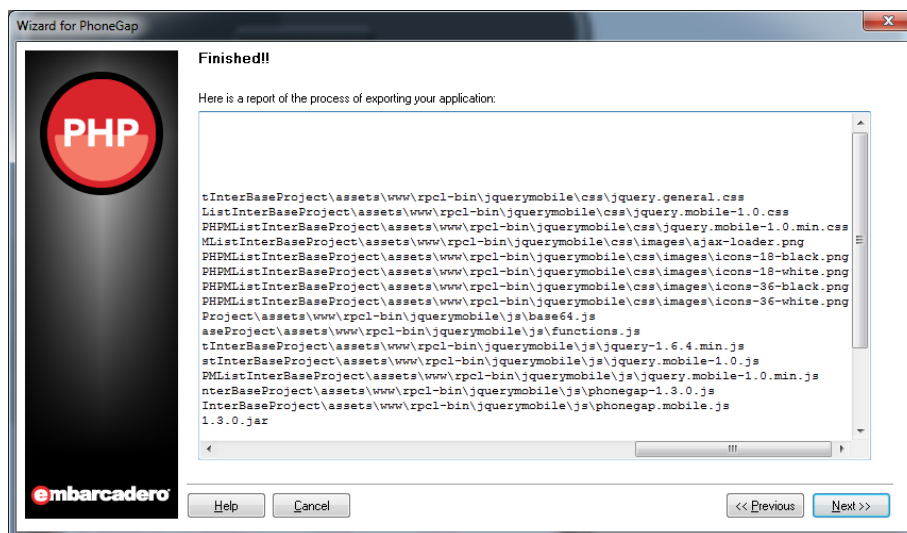 Wizard for PhoneGap
Finished!!
PHP
Here is a report of the process of exporting your application:
tInterBaseProject\assets\www\rpcl-bin\jquerymobile\css\jquery.general.css
ListInterBaseProject\assets\www\rpcl-bin\jquerymobile\css\jquery.mobile-1.0.css
PHPMListInterBaseProject\assets\www\rpcl-bin\jquerymobile\css\jquery.mobile-1.0.min.css
MListInterBaseProject\assets\www\rpcl-bin\jquerymobile\css\images\ajax-loader.png
PHPMListInterBaseProject\assets\www\rpcl-bin\jquerymobile\css\images\icons-18-black.png
PHPMListInterBaseProject\assets\www\rpcl-bin\jquerymobile\css\images\icons-18-white.png
PHPMListInterBaseProject\assets\www\rpcl-bin\jquerymobile\css\images\icons-36-black.png
PHPMListInterBaseProject\assets\www\rpcl-bin\jquerymobile\css\images\icons-36-white.png
Project\assets\www\rpcl-bin\jquerymobile\js\base64.js
aseProject\assets\www\rpcl-bin\jquerymobile\js\functions.js
tInterBaseProject\assets\www\rpcl-bin\jquerymobile\js\jquery-1.6.4.min.js
stInterBaseProject\assets\www\rpcl-bin\jquerymobile\js\jquery.mobile-1.0.js
PMListInterBaseProject\assets\www\rpcl-bin\jquerymobile\js\jquery.mobile-1.0.min.js
nterBaseProject\assets\www\rpcl-bin\jquerymobile\js\phonegap-1.3.0.js
InterBaseProject\assets\www\rpcl-bin\jquerymobile\js\phonegap.mobile.js
1.3.0.jar
embarcadero
Help Cancel << Previous Next >>